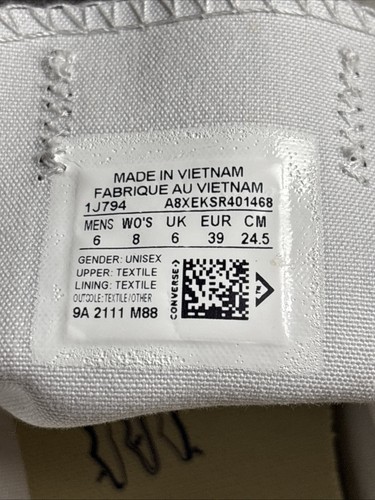 MADE IN VIETNAM
FABRIQUE AU VIETNAM
1J794 A8XEKSR401468
MENS WO'S UK EUR CM
6 8 6 39 24.5
GENDER: UNISEX
UPPER: TEXTILE
LINING: TEXTILE
OUTSOLE: TEXTILE/OTHER
9A 2111 M88
CONVERSE